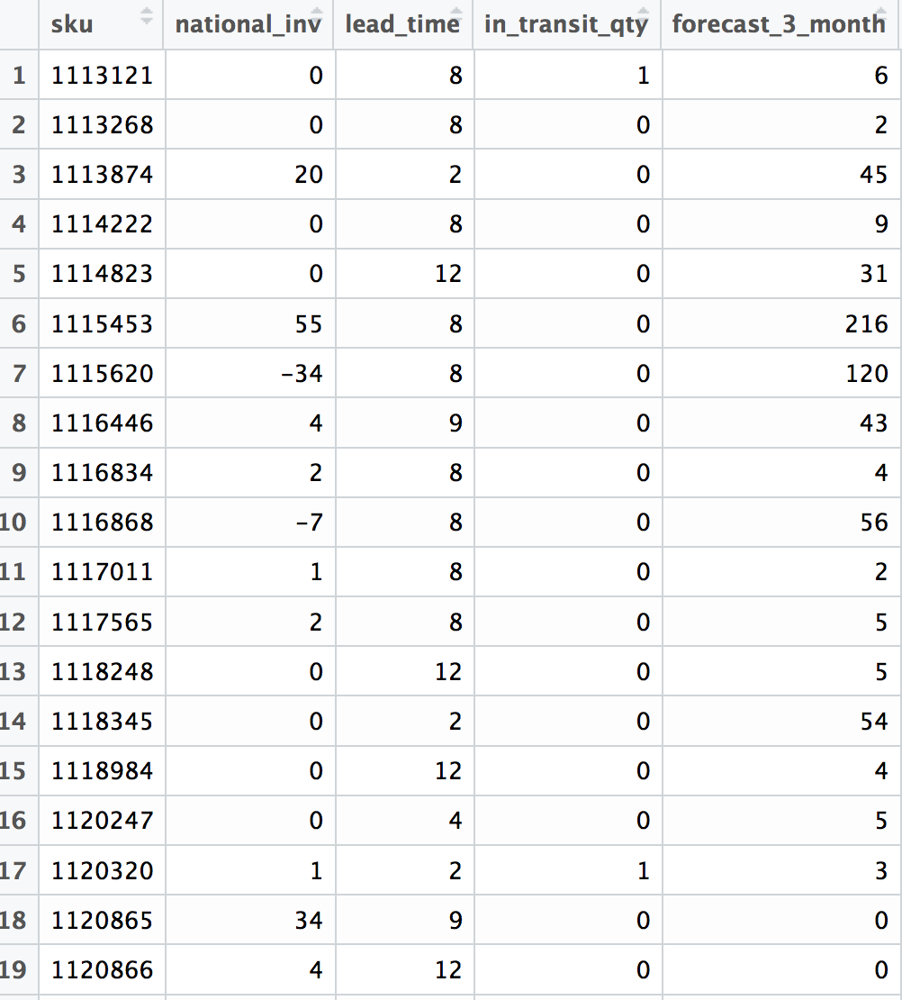 sku national_inv lead_time in_transit_qty forecast_3_month
1 1113121 0 8 1 6
2 1113268 0 8 0 2
3 1113874 20 2 0 45
4 1114222 0 8 0 9
5 1114823 0 12 0 31
6 1115453 55 8 0 216
7 1115620 -34 8 0 120
8 1116446 4 9 0 43
9 1116834 2 8 0 4
10 1116868 -7 8 0 56
11 1117011 1 8 0 2
12 1117565 2 8 0 5
13 1118248 0 12 0 5
14 1118345 0 2 0 54
15 1118984 0 12 0 4
16 1120247 0 4 0 5
17 1120320 1 2 1 3
18 1120865 34 9 0 0
19 1120866 4 12 0 0